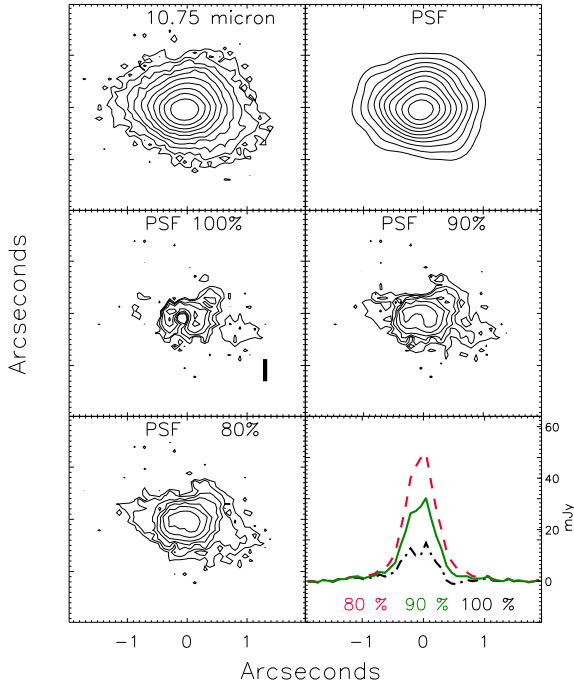 10.75 micron
PSF
PSF 100%
PSF 90%
PSF 80%
Arcseconds
60
40
20
0
mJy
80 % 90 % 100 %
−1 0 1
−1 0 1
Arcseconds